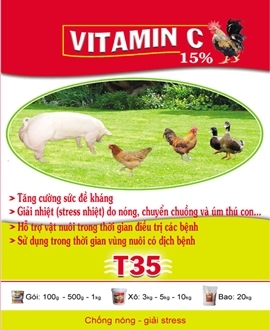 VITAMIN C
15%
> Tăng cường sức đề kháng
> Giải nhiệt (stress nhiệt) do nóng, chuyển chuồng và úm thú con...
> Hỗ trợ vật nuôi trong thời gian điều trị các bệnh
> Sử dụng trong thời gian vùng nuôi có dịch bệnh
T35
Gói: 100g - 500g - 1kg
Xô: 3kg - 5kg - 10kg
Bao: 20kg
Chống nóng - giải stress